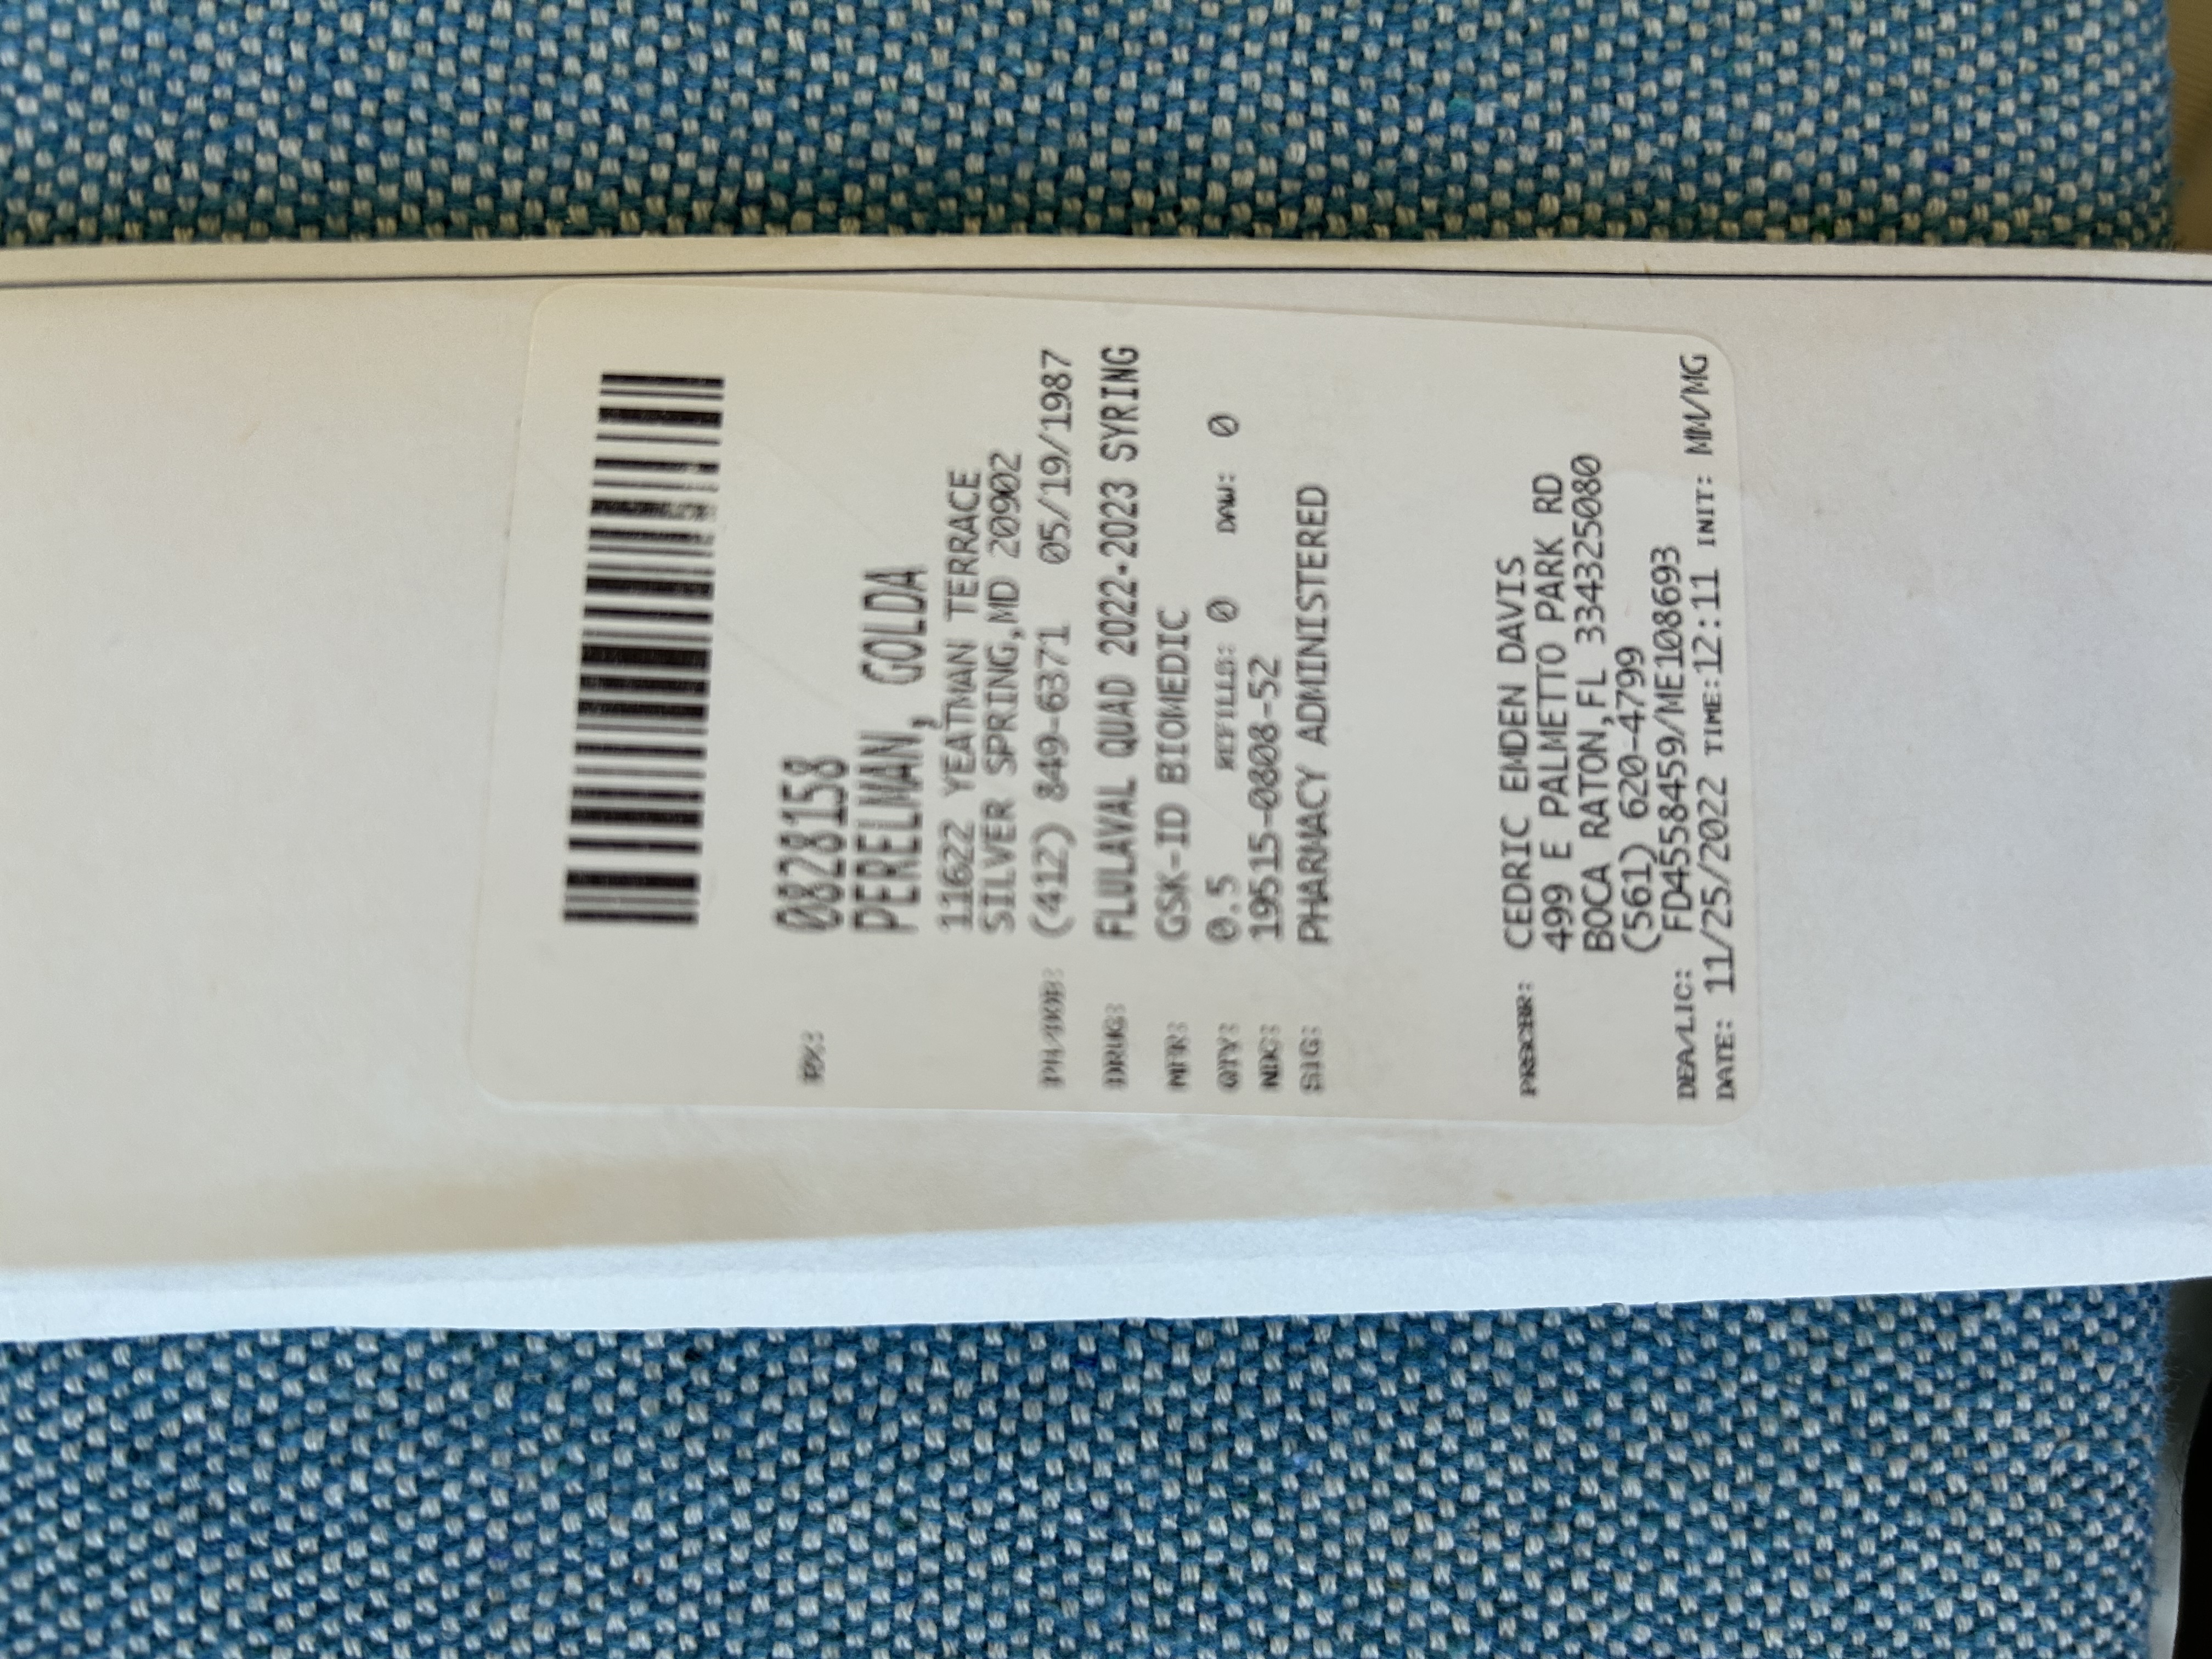 RX: 0828158
PERELMAN, GOLDA
11622 YEATMAN TERRACE
SILVER SPRING,MD 20902
PH/DOB: (412) 849-6371 05/19/1987
DRUG: FLULAVAL QUAD 2022-2023 SYRING
MFR: GSK-ID BIOMEDIC
QTY: 0.5 REFILLS: 0 DAW: 0
NDC: 19515-0808-52
SIG: PHARMACY ADMINISTERED
PRSCBR: CEDRIC EMDEN DAVIS
499 E PALMETTO PARK RD
BOCA RATON,FL 334325080
(561) 620-4799
DEA/LIC: FD4558459/ME108693
DATE: 11/25/2022 TIME:12:11 INIT: MM/MG